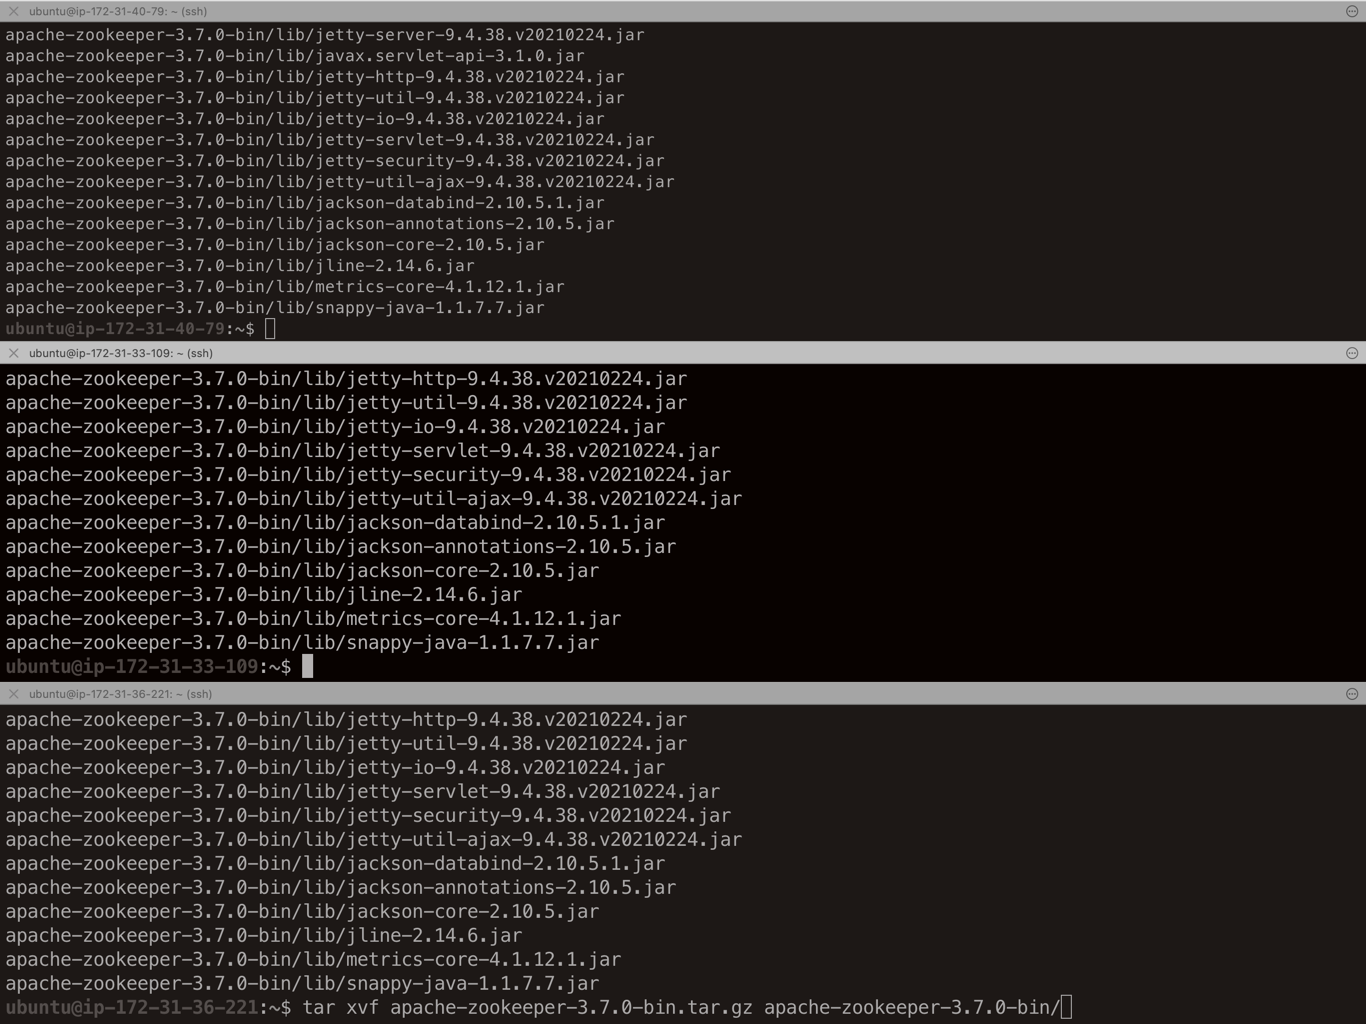 ubuntu@ip-172-31-40-79: ~ (ssh)
apache-zookeeper-3.7.0-bin/lib/jetty-server-9.4.38.v20210224.jar
apache-zookeeper-3.7.0-bin/lib/javax.servlet-api-3.1.0.jar
apache-zookeeper-3.7.0-bin/lib/jetty-http-9.4.38.v20210224.jar
apache-zookeeper-3.7.0-bin/lib/jetty-util-9.4.38.v20210224.jar
apache-zookeeper-3.7.0-bin/lib/jetty-io-9.4.38.v20210224.jar
apache-zookeeper-3.7.0-bin/lib/jetty-servlet-9.4.38.v20210224.jar
apache-zookeeper-3.7.0-bin/lib/jetty-security-9.4.38.v20210224.jar
apache-zookeeper-3.7.0-bin/lib/jetty-util-ajax-9.4.38.v20210224.jar
apache-zookeeper-3.7.0-bin/lib/jackson-databind-2.10.5.1.jar
apache-zookeeper-3.7.0-bin/lib/jackson-annotations-2.10.5.jar
apache-zookeeper-3.7.0-bin/lib/jackson-core-2.10.5.jar
apache-zookeeper-3.7.0-bin/lib/jline-2.14.6.jar
apache-zookeeper-3.7.0-bin/lib/metrics-core-4.1.12.1.jar
apache-zookeeper-3.7.0-bin/lib/snappy-java-1.1.7.7.jar
ubuntu@ip-172-31-40-79:~$
ubuntu@ip-172-31-33-109: ~ (ssh)
apache-zookeeper-3.7.0-bin/lib/jetty-http-9.4.38.v20210224.jar
apache-zookeeper-3.7.0-bin/lib/jetty-util-9.4.38.v20210224.jar
apache-zookeeper-3.7.0-bin/lib/jetty-io-9.4.38.v20210224.jar
apache-zookeeper-3.7.0-bin/lib/jetty-servlet-9.4.38.v20210224.jar
apache-zookeeper-3.7.0-bin/lib/jetty-security-9.4.38.v20210224.jar
apache-zookeeper-3.7.0-bin/lib/jetty-util-ajax-9.4.38.v20210224.jar
apache-zookeeper-3.7.0-bin/lib/jackson-databind-2.10.5.1.jar
apache-zookeeper-3.7.0-bin/lib/jackson-annotations-2.10.5.jar
apache-zookeeper-3.7.0-bin/lib/jackson-core-2.10.5.jar
apache-zookeeper-3.7.0-bin/lib/jline-2.14.6.jar
apache-zookeeper-3.7.0-bin/lib/metrics-core-4.1.12.1.jar
apache-zookeeper-3.7.0-bin/lib/snappy-java-1.1.7.7.jar
ubuntu@ip-172-31-33-109:~$
ubuntu@ip-172-31-36-221: ~ (ssh)
apache-zookeeper-3.7.0-bin/lib/jetty-http-9.4.38.v20210224.jar
apache-zookeeper-3.7.0-bin/lib/jetty-util-9.4.38.v20210224.jar
apache-zookeeper-3.7.0-bin/lib/jetty-io-9.4.38.v20210224.jar
apache-zookeeper-3.7.0-bin/lib/jetty-servlet-9.4.38.v20210224.jar
apache-zookeeper-3.7.0-bin/lib/jetty-security-9.4.38.v20210224.jar
apache-zookeeper-3.7.0-bin/lib/jetty-util-ajax-9.4.38.v20210224.jar
apache-zookeeper-3.7.0-bin/lib/jackson-databind-2.10.5.1.jar
apache-zookeeper-3.7.0-bin/lib/jackson-annotations-2.10.5.jar
apache-zookeeper-3.7.0-bin/lib/jackson-core-2.10.5.jar
apache-zookeeper-3.7.0-bin/lib/jline-2.14.6.jar
apache-zookeeper-3.7.0-bin/lib/metrics-core-4.1.12.1.jar
apache-zookeeper-3.7.0-bin/lib/snappy-java-1.1.7.7.jar
ubuntu@ip-172-31-36-221:~$ tar xvf apache-zookeeper-3.7.0-bin.tar.gz apache-zookeeper-3.7.0-bin/